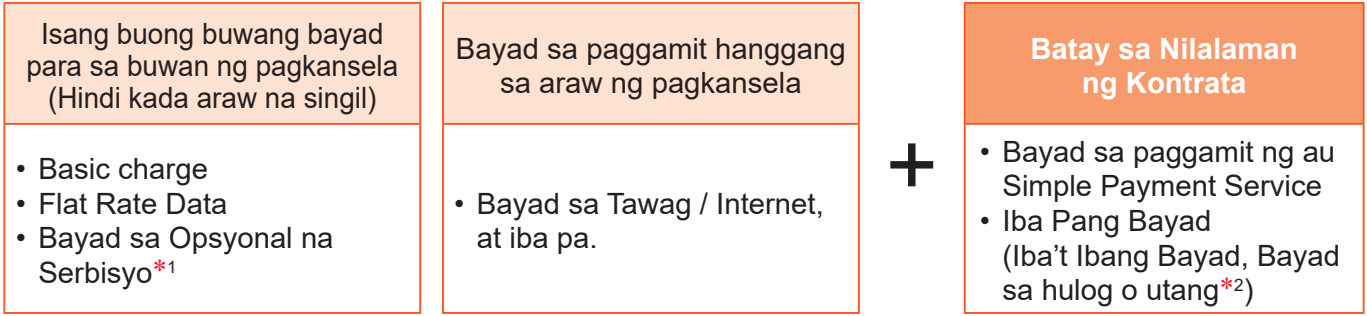 Isang buong buwang bayad
para sa buwan ng pagkansela
(Hindi kada araw na singil)
• Basic charge
• Flat Rate Data
• Bayad sa Opsyonal na
Serbisyo*1
Bayad sa paggamit hanggang
sa araw ng pagkansela
• Bayad sa Tawag / Internet,
at iba pa.
+
Batay sa Nilalaman
ng Kontrata
• Bayad sa paggamit ng au
Simple Payment Service
• Iba Pang Bayad
(Iba't Ibang Bayad, Bayad
sa hulog o utang*2)